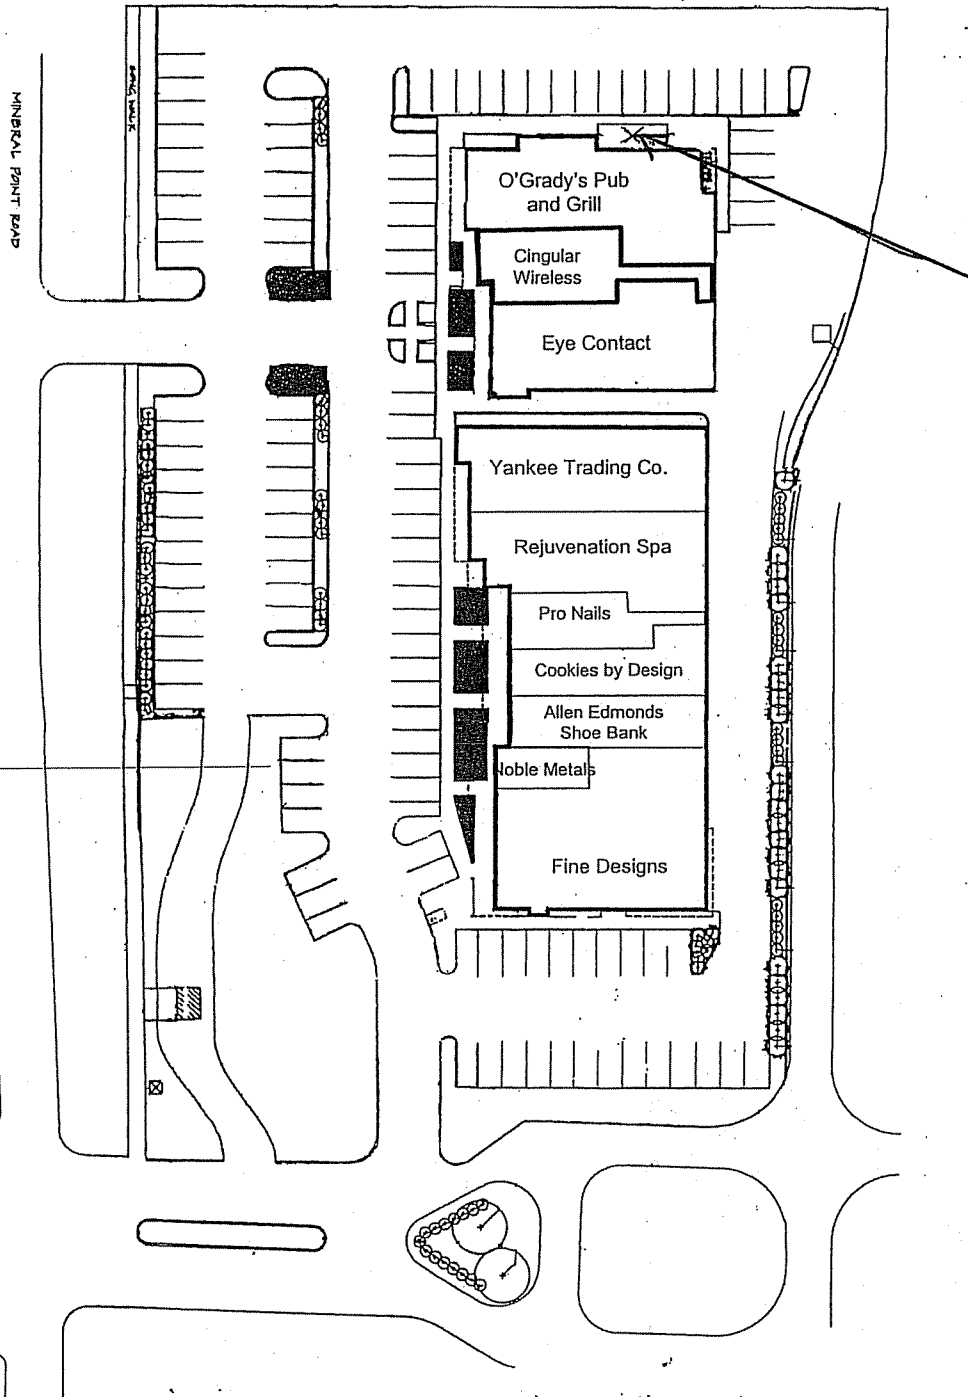 MINERAL POINT ROAD
O'Grady's Pub
and Grill
Cingular
Wireless
Eye Contact
Yankee Trading Co.
Rejuvenation Spa
Pro Nails
Cookies by Design
Allen Edmonds
Shoe Bank
Noble Metals
Fine Designs